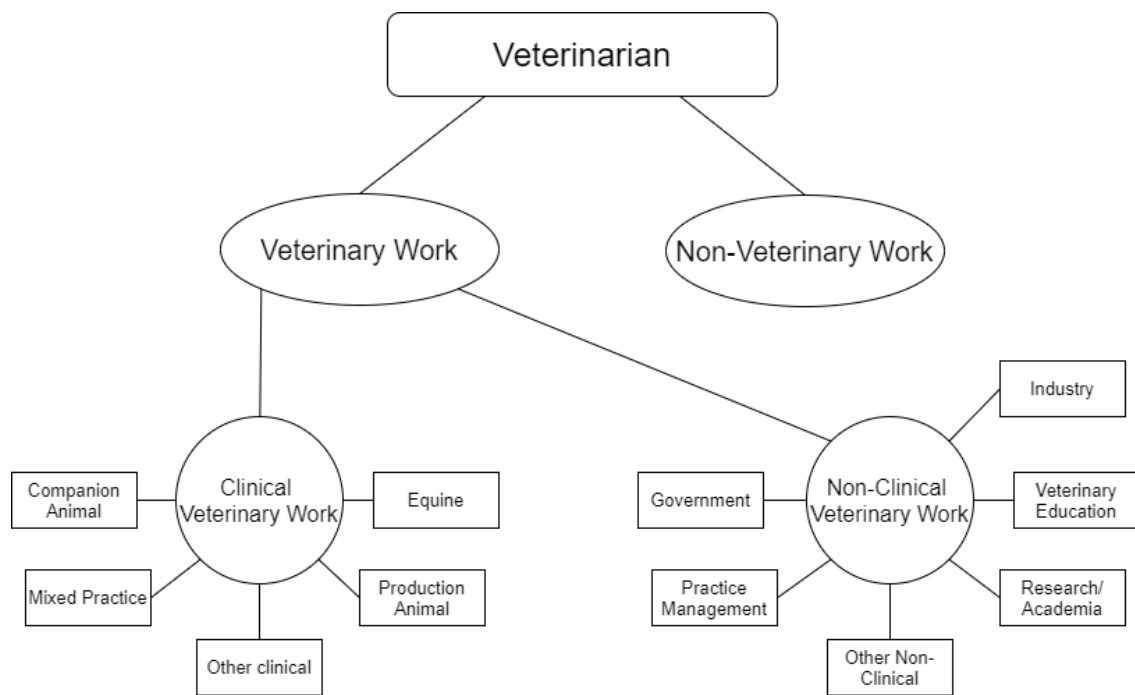 Veterinarian
Veterinary Work
Non-Veterinary Work
Industry
Companion
Animal
Clinical
Veterinary Work
Equine
Government
Non-Clinical
Veterinary Work
Veterinary
Education
Mixed Practice
Production
Animal
Practice
Management
Research/
Academia
Other clinical
Other Non-
Clinical